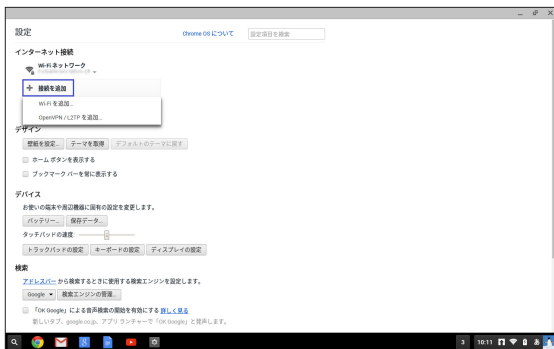 設定
Chrome OS について
設定項目を検索
インターネット接続
Wi-Fi ネットワーク
接続を追加
Wi-Fi を追加...
OpenVPN / L2TP を追加...
デザイン
壁紙を設定... テーマを取得 デフォルトのテーマに戻す
ホーム ボタンを表示する
ブックマーク バーを常に表示する
デバイス
お使いの端末や周辺機器に固有の設定を変更します。
バッテリー... 保存データ...
タッチパッドの速度:
トラックパッドの設定 キーボードの設定 ディスプレイの設定
検索
アドレスバー から検索するときに使用する検索エンジンを設定します。
Google 検索エンジンの管理...
「OK Google」による音声検索の開始を有効にする 詳しく見る
新しいタブ、google.co.jp、アプリ ランチャーで「OK Google」と発声します。
3 10:11 あ